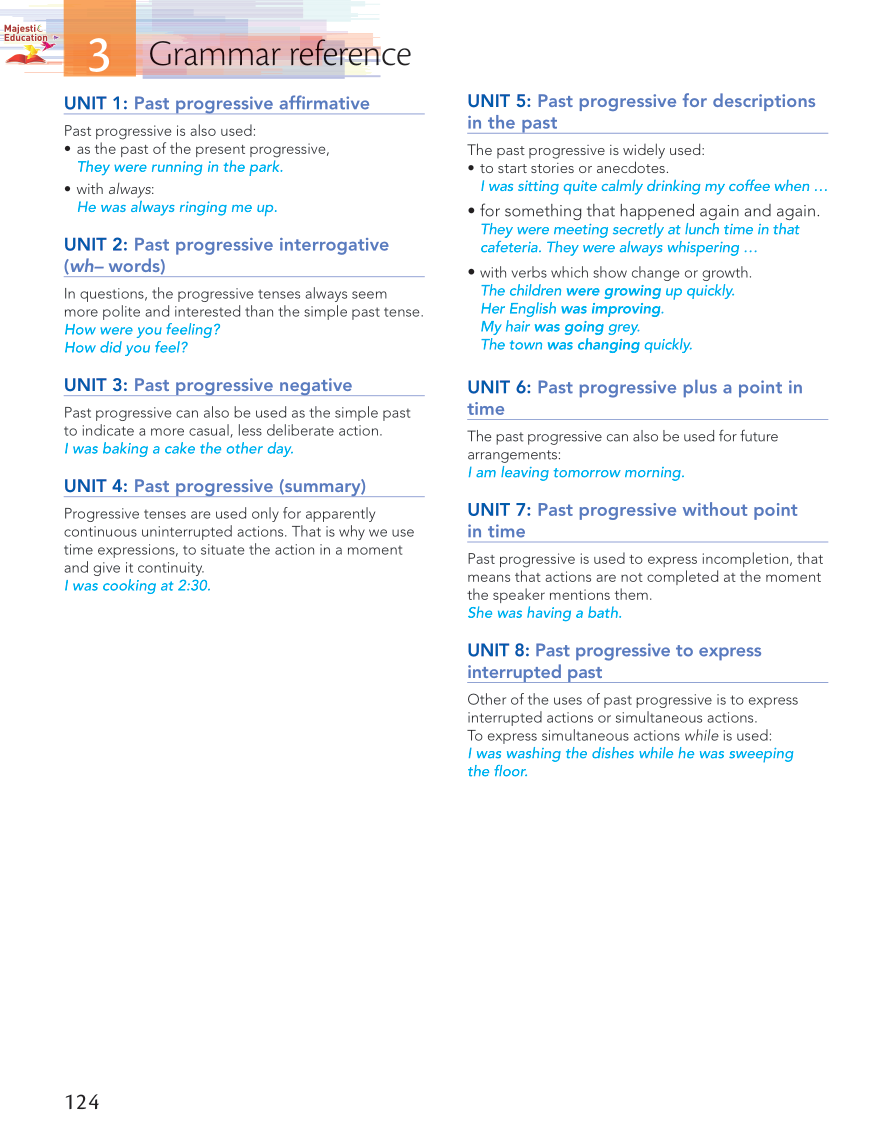 Majesti
Education
3
Grammar reference
UNIT 1: Past progressive affirmative
Past progressive is also used:
• as the past of the present progressive,
They were running in the park.
• with always:
He was always ringing me up.
UNIT 2: Past progressive interrogative
(wh– words)
In questions, the progressive tenses always seem
more polite and interested than the simple past tense.
How were you feeling?
How did you feel?
UNIT 3: Past progressive negative
Past progressive can also be used as the simple past
to indicate a more casual, less deliberate action.
I was baking a cake the other day.
UNIT 4: Past progressive (summary)
Progressive tenses are used only for apparently
continuous uninterrupted actions. That is why we use
time expressions, to situate the action in a moment
and give it continuity.
I was cooking at 2:30.
UNIT 5: Past progressive for descriptions
in the past
The past progressive is widely used:
• to start stories or anecdotes.
I was sitting quite calmly drinking my coffee when …
• for something that happened again and again.
They were meeting secretly at lunch time in that
cafeteria. They were always whispering …
• with verbs which show change or growth.
The children were growing up quickly.
Her English was improving.
My hair was going grey.
The town was changing quickly.
UNIT 6: Past progressive plus a point in
time
The past progressive can also be used for future
arrangements:
I am leaving tomorrow morning.
UNIT 7: Past progressive without point
in time
Past progressive is used to express incompletion, that
means that actions are not completed at the moment
the speaker mentions them.
She was having a bath.
UNIT 8: Past progressive to express
interrupted past
Other of the uses of past progressive is to express
interrupted actions or simultaneous actions.
To express simultaneous actions while is used:
I was washing the dishes while he was sweeping
the floor.
124